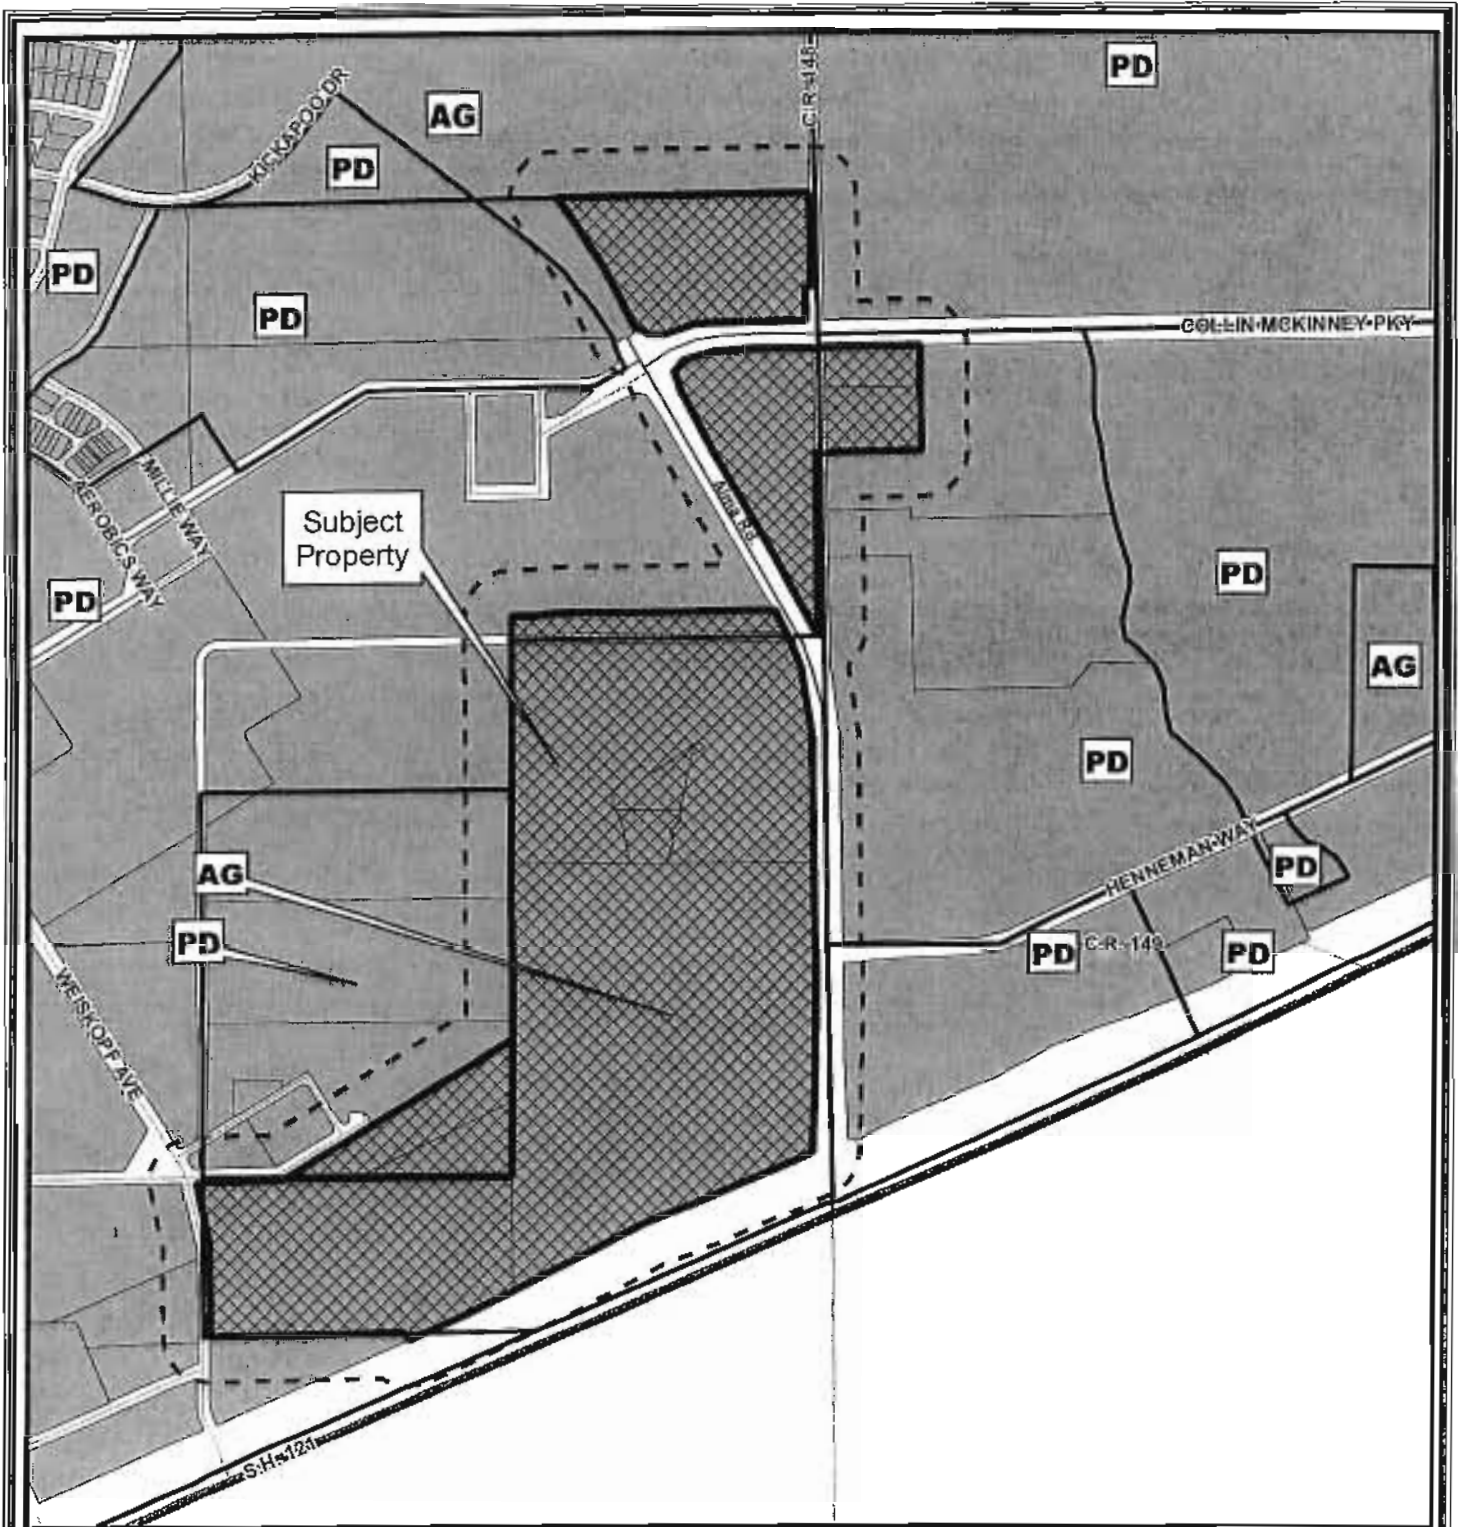 PD
C.R. 148
AG
KICKAPOO DR
PD
PD
PD
COLLIN MCKINNEY PKY
MILLIE WAY
AEROBICS WAY
Subject
Property
Alma Rd.
PD
PD
AG
PD
HENNEMAN WAY
PD
AG
PD
PD
C.R. 149
PD
WEISKOPF AVE
S.H. 121